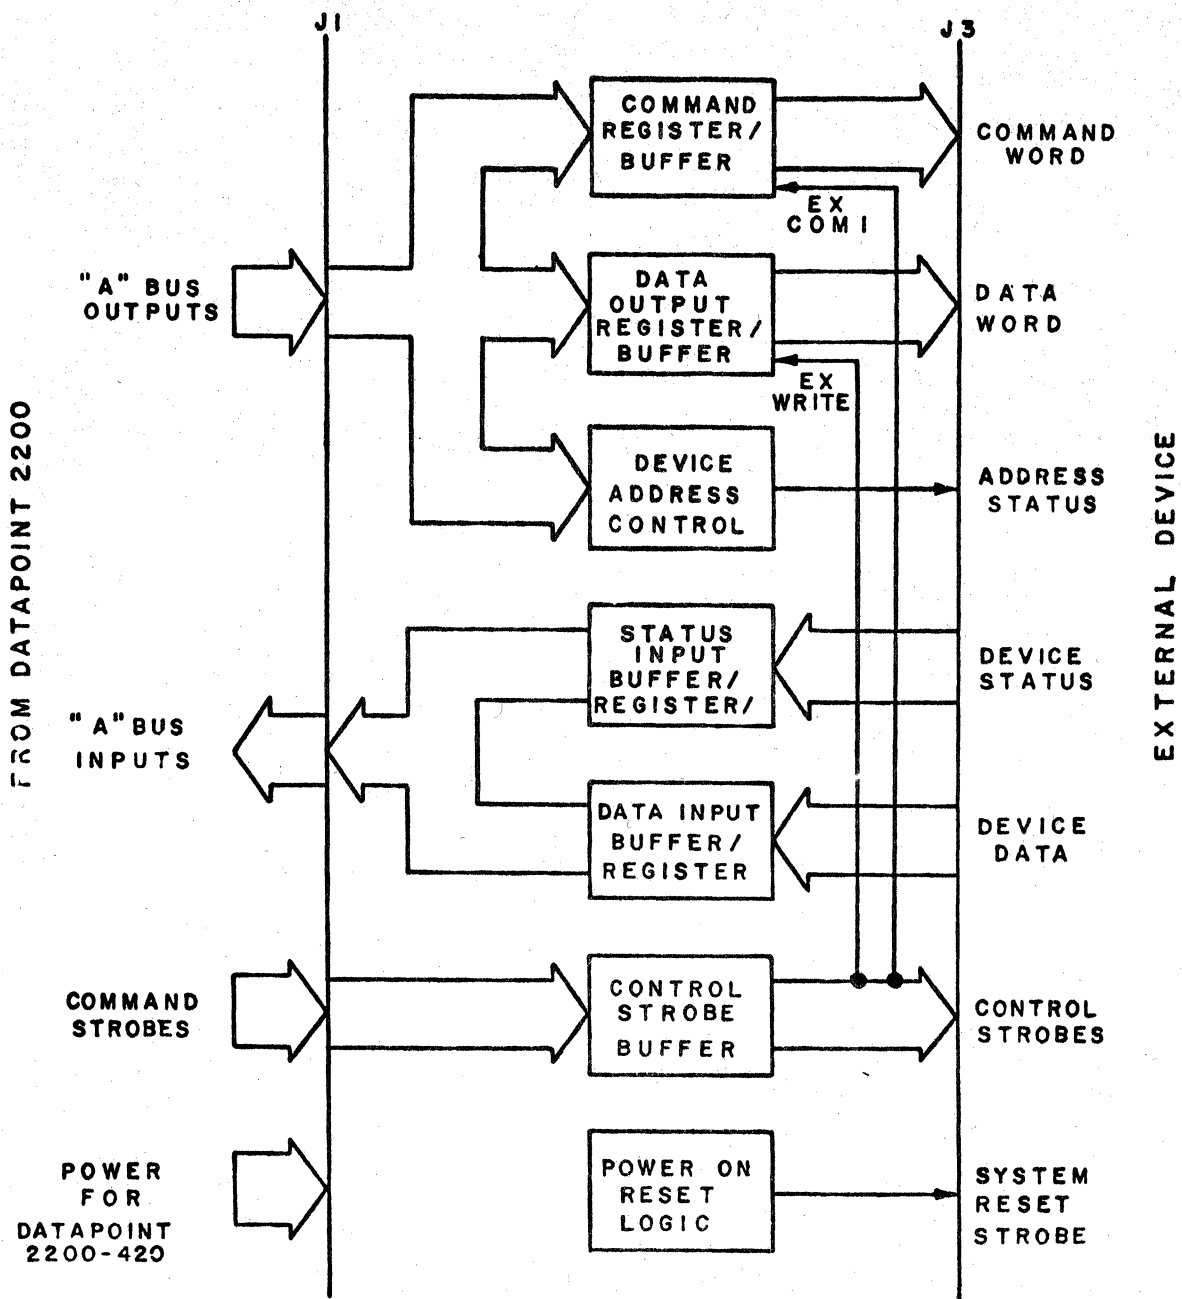 J1
J3
COMMAND
REGISTER/
BUFFER
COMMAND
WORD
EX
COM1
"A" BUS
OUTPUTS
DATA
OUTPUT
REGISTER/
BUFFER
DATA
WORD
EX
WRITE
FROM DATAPOINT 2200
EXTERNAL DEVICE
DEVICE
ADDRESS
CONTROL
ADDRESS
STATUS
STATUS
INPUT
BUFFER/
REGISTER/
DEVICE
STATUS
"A" BUS
INPUTS
DATA INPUT
BUFFER/
REGISTER
DEVICE
DATA
COMMAND
STROBES
CONTROL
STROBE
BUFFER
CONTROL
STROBES
POWER
FOR
DATAPOINT
2200-420
POWER ON
RESET
LOGIC
SYSTEM
RESET
STROBE